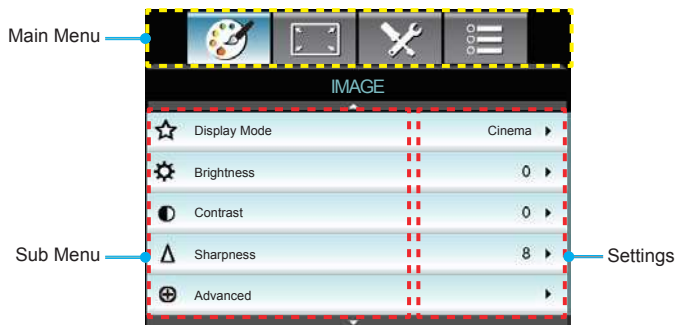 Main Menu
IMAGE
Display Mode Cinema
Brightness 0
Contrast 0
Sub Menu Sharpness 8 Settings
Advanced